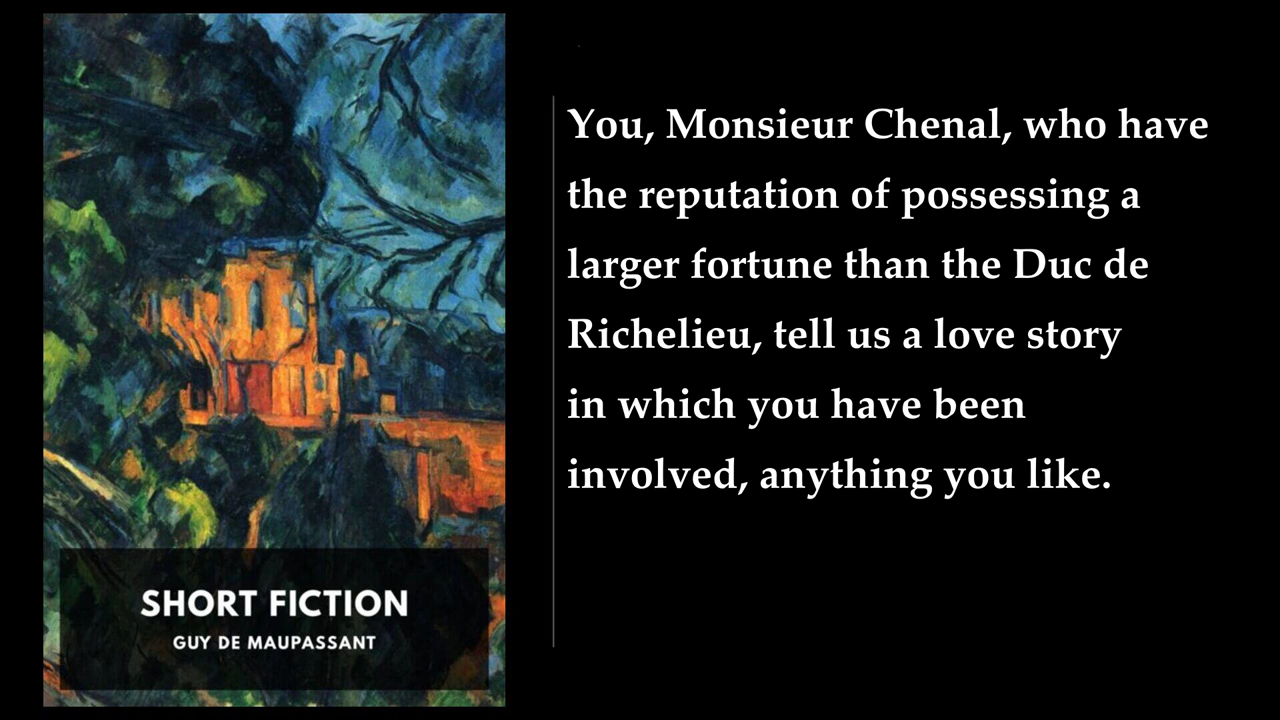 You, Monsieur Chenal, who have
the reputation of possessing a
larger fortune than the Duc de
Richelieu, tell us a love story
in which you have been
involved, anything you like.
SHORT FICTION
GUY DE MAUPASSANT